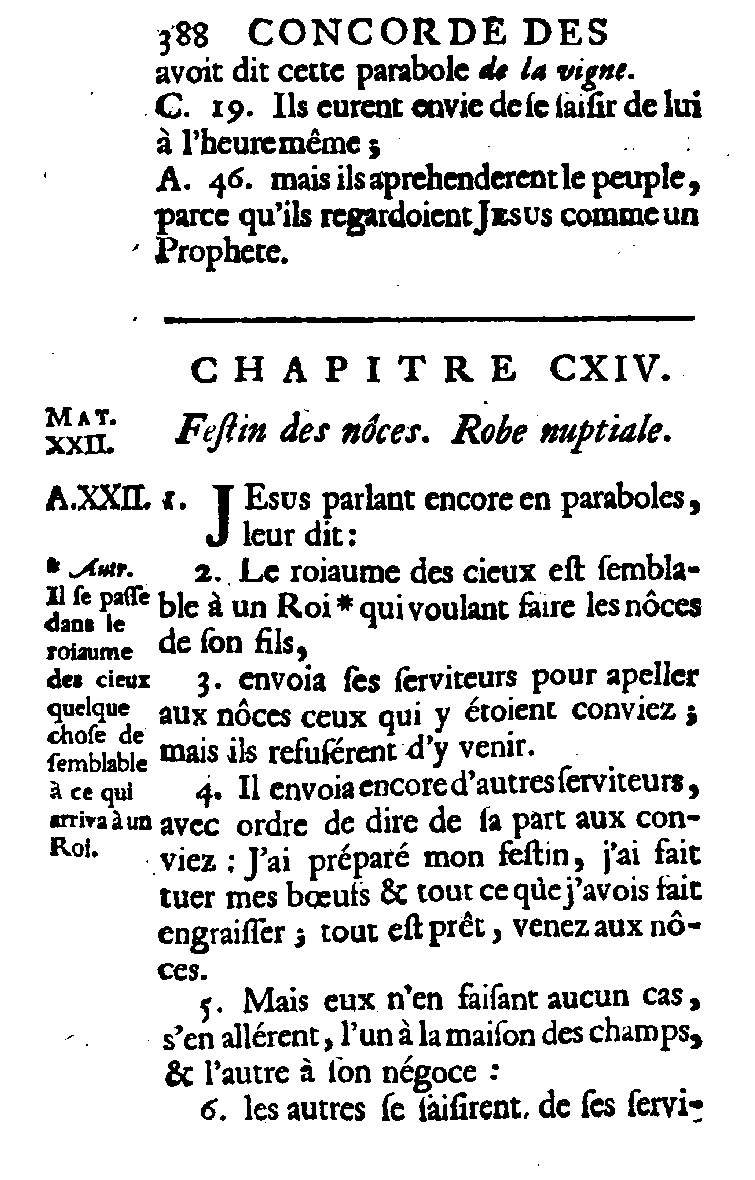 388 CONCORDE DES
avoit dit cette parabole de la vigne.
C. 19. Ils eurent envie de ſe ſaiſir de lui
à l'heure même ;
A. 46. mais ils aprehenderent le peuple,
parce qu'ils regardoient JESUS comme un
Prophete.
CHAPITRE CXIV.
MAT.
XXII.
Feſtin des nôces. Robe nuptiale.
A.XXII. 1. JEsus parlant encore en paraboles,
leur dit :
2. Le roiaume des cieux eſt ſembla-
ble à un Roi * qui voulant faire les nôces
de ſon fils,
3. envoia ſes ſerviteurs pour apeller
aux nôces ceux qui y étoient conviez ;
mais ils refuſérent d'y venir.
4. Il envoia encore d'autres ſerviteurs,
avec ordre de dire de ſa part aux con-
viez : J'ai préparé mon feſtin, j'ai fait
tuer mes bœufs & tout ce que j'avois fait
engraiſſer ; tout eſt prêt, venez aux nô-
ces.
5. Mais eux n'en faiſant aucun cas,
s'en allérent, l'un à la maiſon des champs,
& l'autre à ſon négoce :
6. les autres ſe ſaiſirent de ſes ſervi-
* Autr.
Il ſe paſſe
dans le
roiaume
des cieux
quelque
choſe de
ſemblable
à ce qui
arriva à un
Roi.